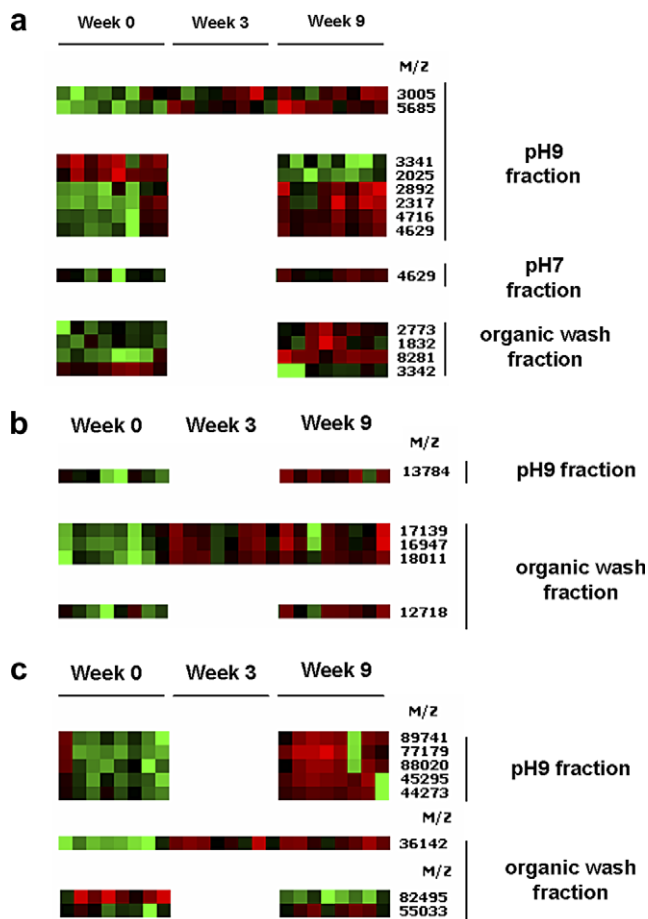 a
Week 0 Week 3 Week 9
M/Z
3005
5685
pH9
fraction
3341
2025
2892
2317
4716
4629
4629
pH7
fraction
2773
1832
8281
3342
organic wash
fraction
b
Week 0 Week 3 Week 9
M/Z
13784
pH9 fraction
17139
16947
18011
organic wash
fraction
12718
c
Week 0 Week 3 Week 9
M/Z
89741
77179
88020
45295
44273
pH9 fraction
M/Z
36142
M/Z
organic wash
fraction
82495
55033